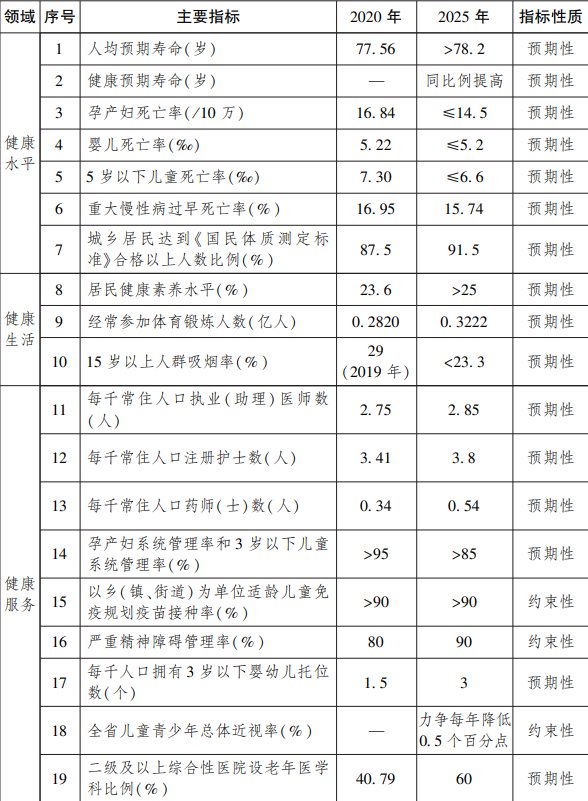 领域 序号 主要指标 2020 年 2025 年 指标性质
健康水平 1 人均预期寿命(岁) 77.56 >78.2 预期性
2 健康预期寿命(岁) — 同比例提高 预期性
3 孕产妇死亡率(/10 万) 16.84 ≤14.5 预期性
4 婴儿死亡率(‰) 5.22 ≤5.2 预期性
5 5 岁以下儿童死亡率(‰) 7.30 ≤6.6 预期性
6 重大慢性病过早死亡率(%) 16.95 15.74 预期性
7 城乡居民达到《国民体质测定标
准》合格以上人数比例(%) 87.5 91.5 预期性
健康生活 8 居民健康素养水平(%) 23.6 >25 预期性
9 经常参加体育锻炼人数(亿人) 0.2820 0.3222 预期性
10 15 岁以上人群吸烟率(%) 29
(2019 年) <23.3 预期性
健康服务 11 每千常住人口执业(助理)医师数
(人) 2.75 2.85 预期性
12 每千常住人口注册护士数(人) 3.41 3.8 预期性
13 每千常住人口药师(士)数(人) 0.34 0.54 预期性
14 孕产妇系统管理率和 3 岁以下儿童
系统管理率(%) >95 >85 预期性
15 以乡(镇、街道)为单位适龄儿童免
疫规划疫苗接种率(%) >90 >90 约束性
16 严重精神障碍管理率(%) 80 90 约束性
17 每千人口拥有 3 岁以下婴幼儿托位
数(个) 1.5 3 预期性
18 全省儿童青少年总体近视率(%) — 力争每年降低
0.5 个百分点 约束性
19 二级及以上综合性医院设老年医学
科比例(%) 40.79 60 预期性